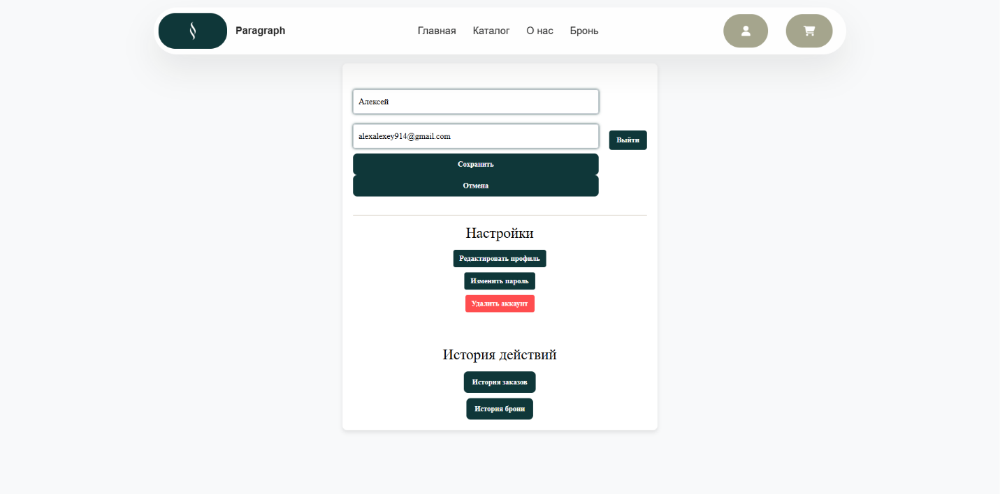 Paragraph
Главная
Каталог
О нас
Бронь
Алексей
alexalexey914@gmail.com
Выйти
Сохранить
Отмена
Настройки
Редактировать профиль
Изменить пароль
Удалить аккаунт
История действий
История заказов
История брони